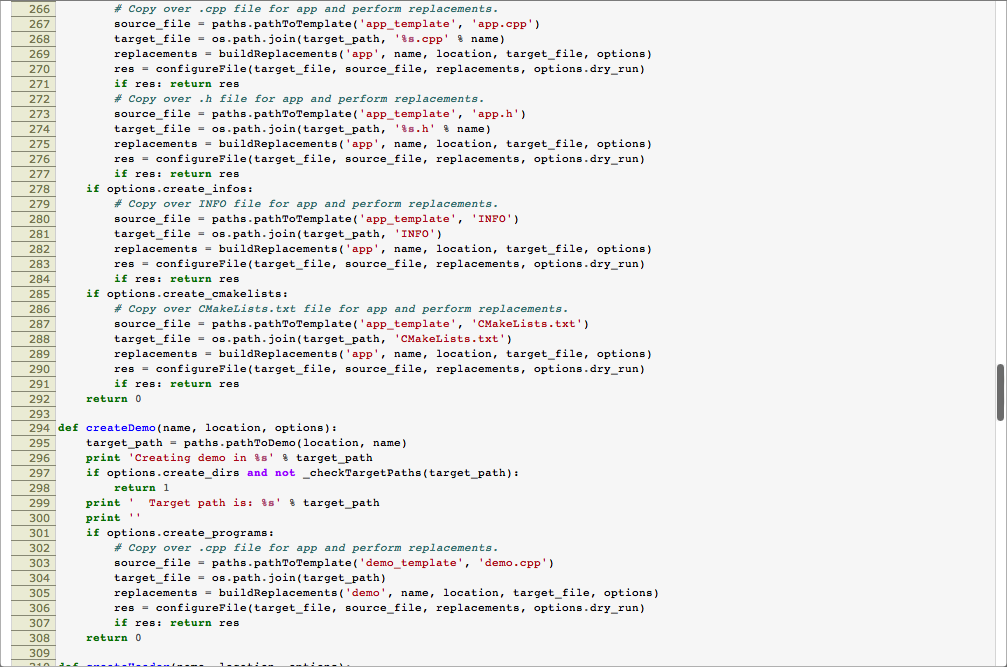 266         # Copy over .cpp file for app and perform replacements.
267         source_file = paths.pathToTemplate('app_template', 'app.cpp')
268         target_file = os.path.join(target_path, '%s.cpp' % name)
269         replacements = buildReplacements('app', name, location, target_file, options)
270         res = configureFile(target_file, source_file, replacements, options.dry_run)
271         if res: return res
272         # Copy over .h file for app and perform replacements.
273         source_file = paths.pathToTemplate('app_template', 'app.h')
274         target_file = os.path.join(target_path, '%s.h' % name)
275         replacements = buildReplacements('app', name, location, target_file, options)
276         res = configureFile(target_file, source_file, replacements, options.dry_run)
277         if res: return res
278     if options.create_infos:
279         # Copy over INFO file for app and perform replacements.
280         source_file = paths.pathToTemplate('app_template', 'INFO')
281         target_file = os.path.join(target_path, 'INFO')
282         replacements = buildReplacements('app', name, location, target_file, options)
283         res = configureFile(target_file, source_file, replacements, options.dry_run)
284         if res: return res
285     if options.create_cmakelists:
286         # Copy over CMakeLists.txt file for app and perform replacements.
287         source_file = paths.pathToTemplate('app_template', 'CMakeLists.txt')
288         target_file = os.path.join(target_path, 'CMakeLists.txt')
289         replacements = buildReplacements('app', name, location, target_file, options)
290         res = configureFile(target_file, source_file, replacements, options.dry_run)
291         if res: return res
292     return 0
293
294 def createDemo(name, location, options):
295     target_path = paths.pathToDemo(location, name)
296     print 'Creating demo in %s' % target_path
297     if options.create_dirs and not _checkTargetPaths(target_path):
298         return 1
299     print '  Target path is: %s' % target_path
300     print ''
301     if options.create_programs:
302         # Copy over .cpp file for app and perform replacements.
303         source_file = paths.pathToTemplate('demo_template', 'demo.cpp')
304         target_file = os.path.join(target_path)
305         replacements = buildReplacements('demo', name, location, target_file, options)
306         res = configureFile(target_file, source_file, replacements, options.dry_run)
307         if res: return res
308     return 0
309
310 def createHeader(name, location, options):